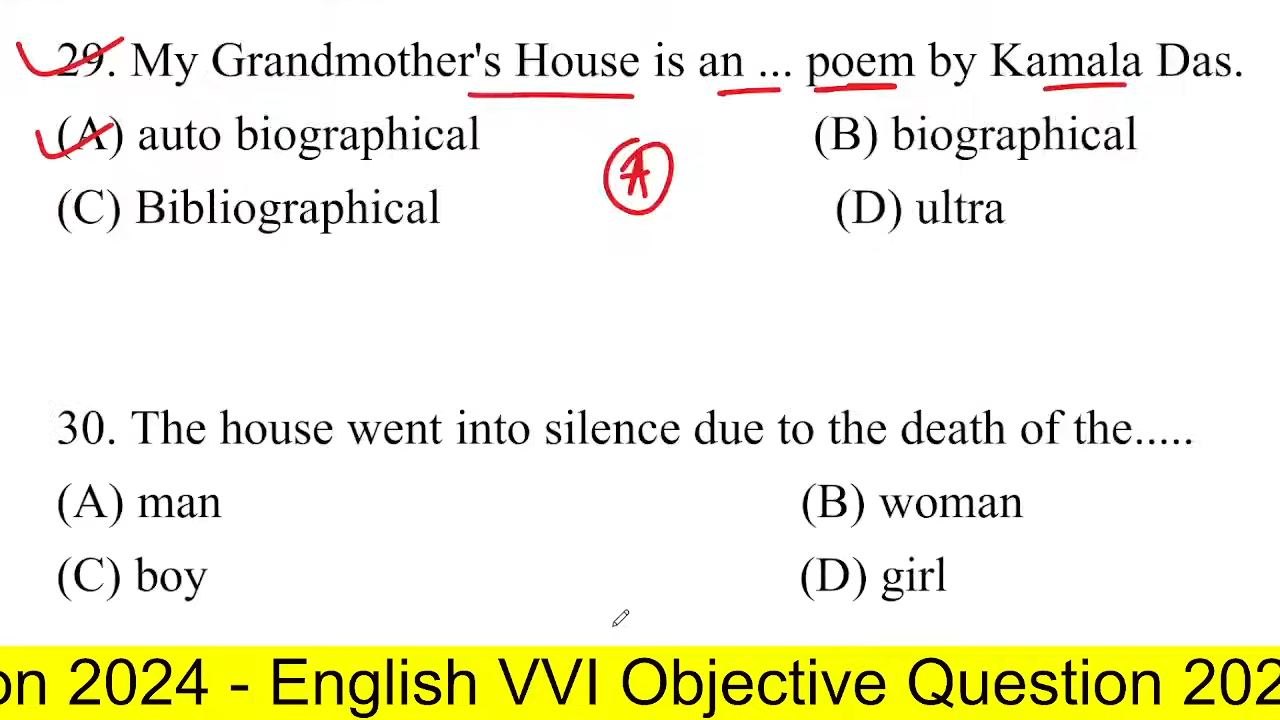 29. My Grandmother's House is an ... poem by Kamala Das.
(A) auto biographical (B) biographical
A
(C) Bibliographical (D) ultra
30. The house went into silence due to the death of the.....
(A) man (B) woman
(C) boy (D) girl
on 2024 - English VVI Objective Question 202